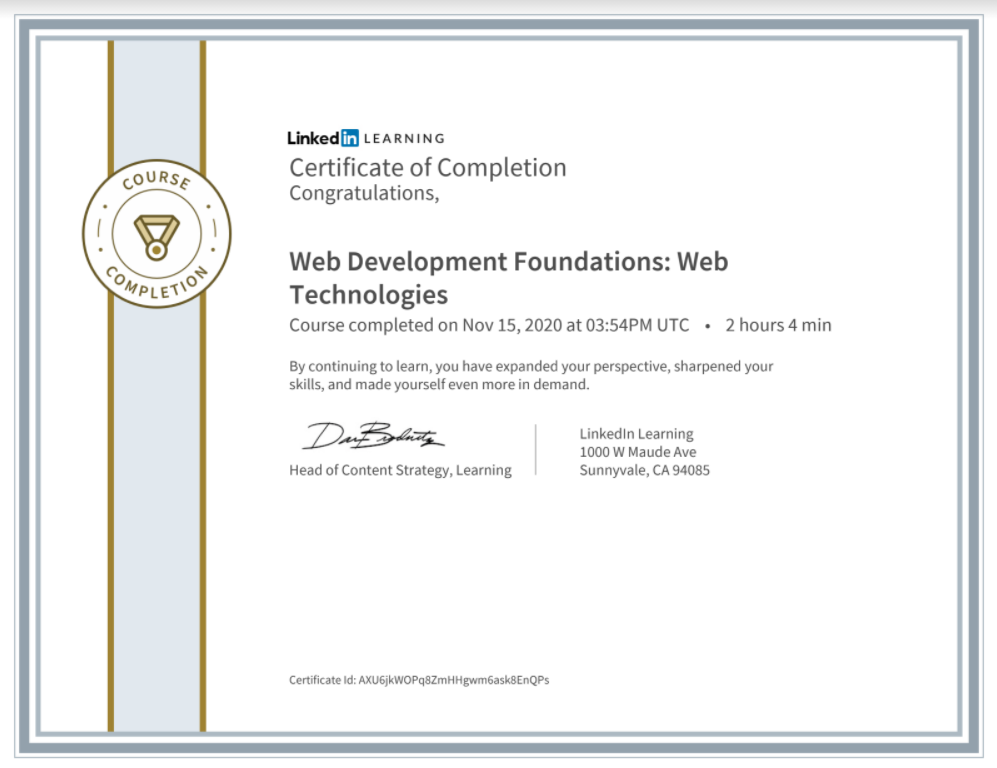 COURSE
COMPLETION
Linked in LEARNING
Certificate of Completion
Congratulations,
Web Development Foundations: Web
Technologies
Course completed on Nov 15, 2020 at 03:54PM UTC • 2 hours 4 min
By continuing to learn, you have expanded your perspective, sharpened your
skills, and made yourself even more in demand.
Head of Content Strategy, Learning
LinkedIn Learning
1000 W Maude Ave
Sunnyvale, CA 94085
Certificate Id: AXU6jkWOPq8ZmHHgwm6ask8EnQPs